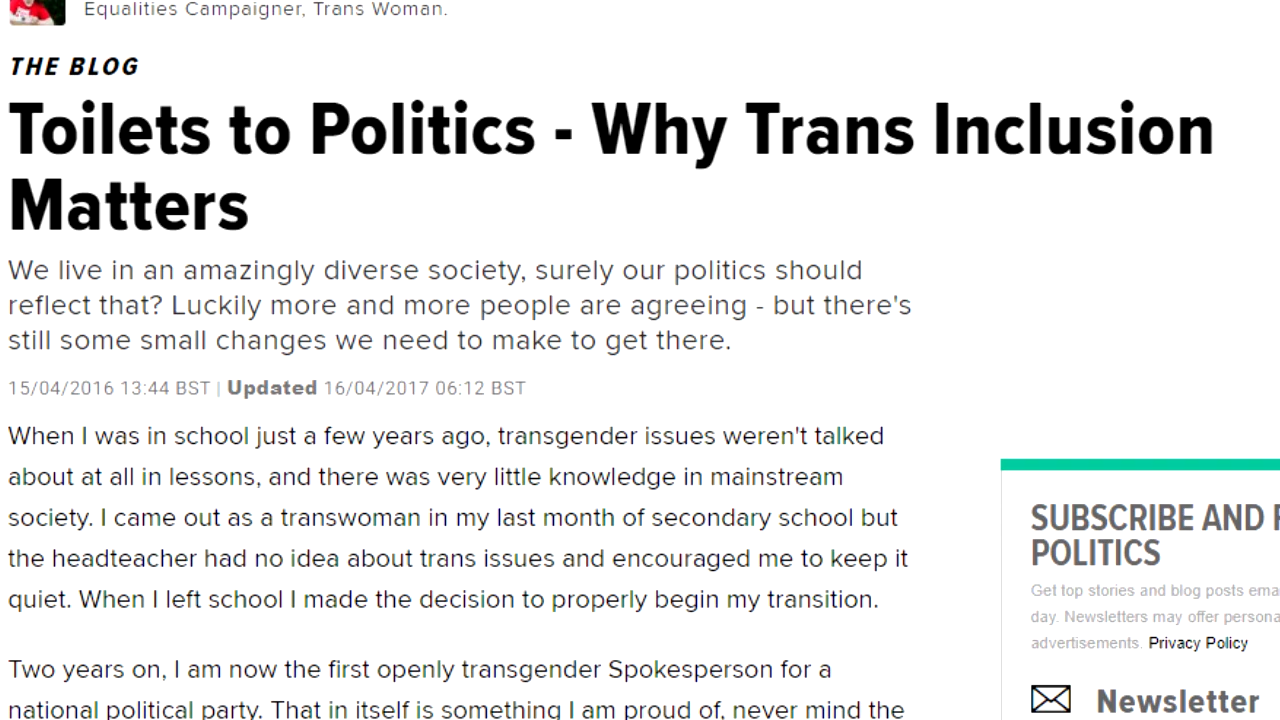 Equalities Campaigner, Trans Woman.
THE BLOG
Toilets to Politics - Why Trans Inclusion
Matters
We live in an amazingly diverse society, surely our politics should
reflect that? Luckily more and more people are agreeing - but there's
still some small changes we need to make to get there.
15/04/2016 13:44 BST | Updated 16/04/2017 06:12 BST
When I was in school just a few years ago, transgender issues weren't talked
about at all in lessons, and there was very little knowledge in mainstream
society. I came out as a transwoman in my last month of secondary school but
the headteacher had no idea about trans issues and encouraged me to keep it
quiet. When I left school I made the decision to properly begin my transition.
Two years on, I am now the first openly transgender Spokesperson for a
national political party. That in itself is something I am proud of, never mind the
SUBSCRIBE AND
POLITICS
Get top stories and blog posts
day. Newsletters may offer
advertisements. Privacy Policy
Newsletter